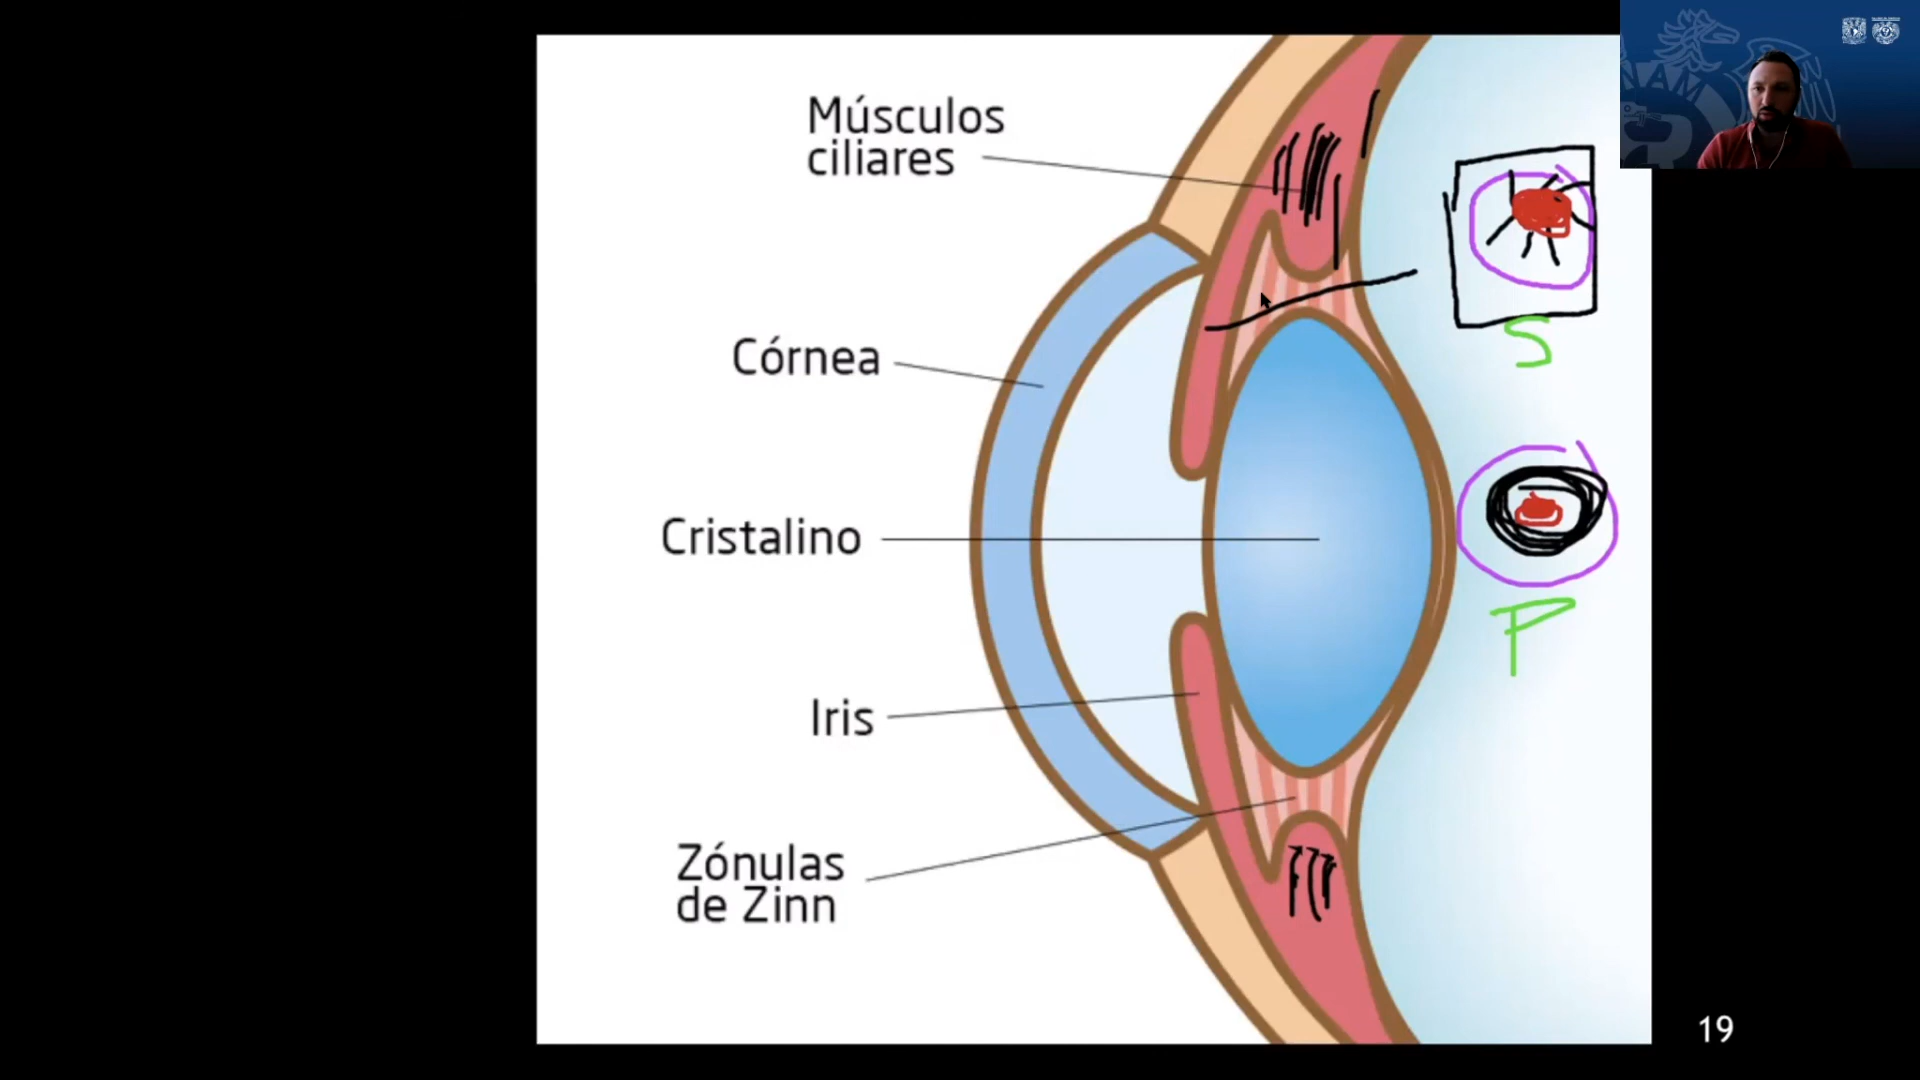 Músculos
ciliares
S
Córnea
Cristalino
P
Iris
Zónulas
de Zinn
19